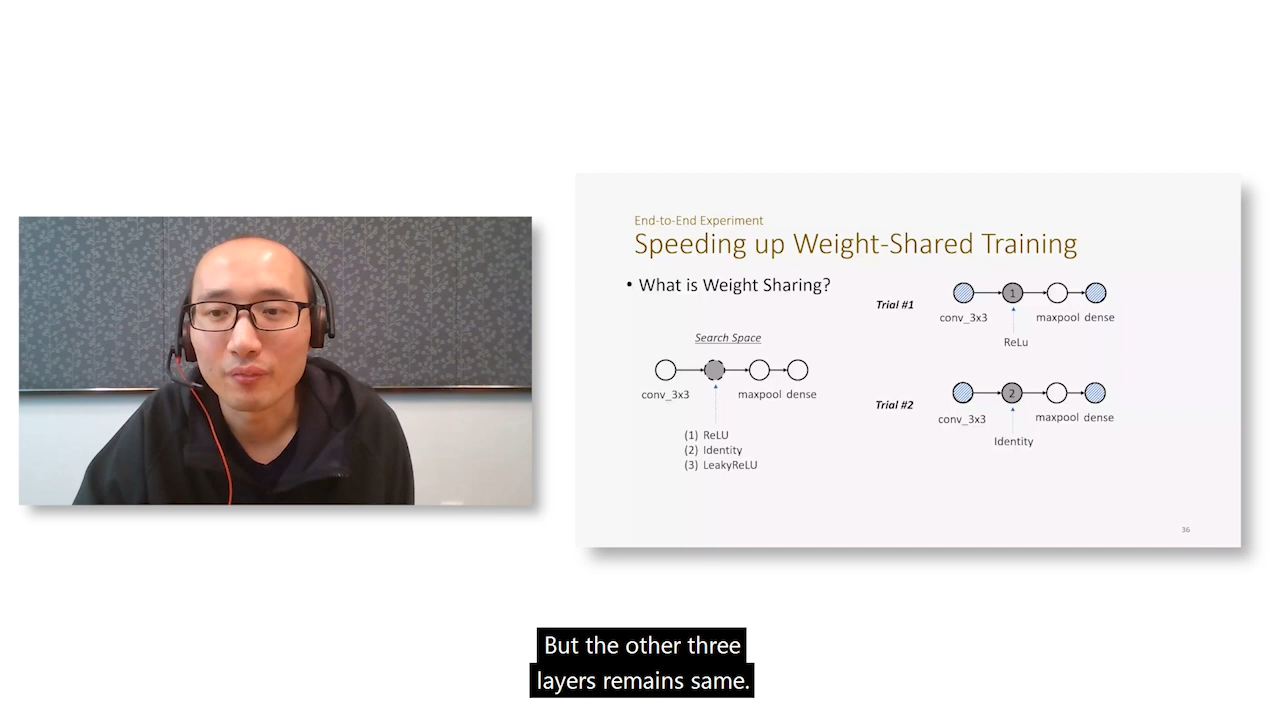 End-to-End Experiment
Speeding up Weight-Shared Training
• What is Weight Sharing?
Search Space
conv_3x3 maxpool dense
(1) ReLU
(2) Identity
(3) LeakyReLU
Trial #1
1
conv_3x3 maxpool dense
ReLu
Trial #2
2
conv_3x3 maxpool dense
Identity
36
But the other three
layers remains same.